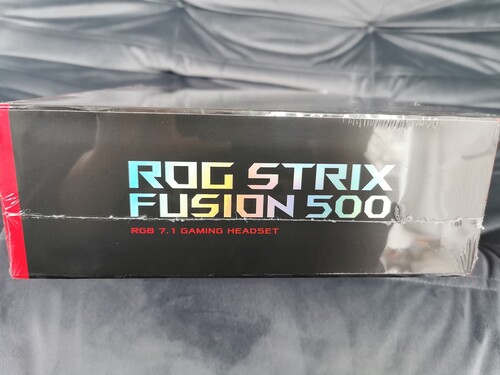 ROG STRIX
FUSION 500
RGB 7.1 GAMING HEADSET